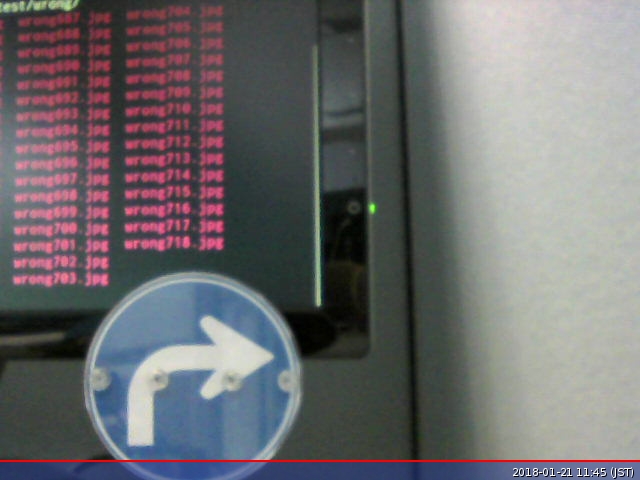 test/wrong/
wrong687.jpg wrong704.jpg
wrong688.jpg wrong705.jpg
wrong689.jpg wrong706.jpg
wrong690.jpg wrong707.jpg
wrong691.jpg wrong708.jpg
wrong692.jpg wrong709.jpg
wrong693.jpg wrong710.jpg
wrong694.jpg wrong711.jpg
wrong695.jpg wrong712.jpg
wrong696.jpg wrong713.jpg
wrong697.jpg wrong714.jpg
wrong698.jpg wrong715.jpg
wrong699.jpg wrong716.jpg
wrong700.jpg wrong717.jpg
wrong701.jpg wrong718.jpg
wrong702.jpg
wrong703.jpg
2018-01-21 11:45 (JST)